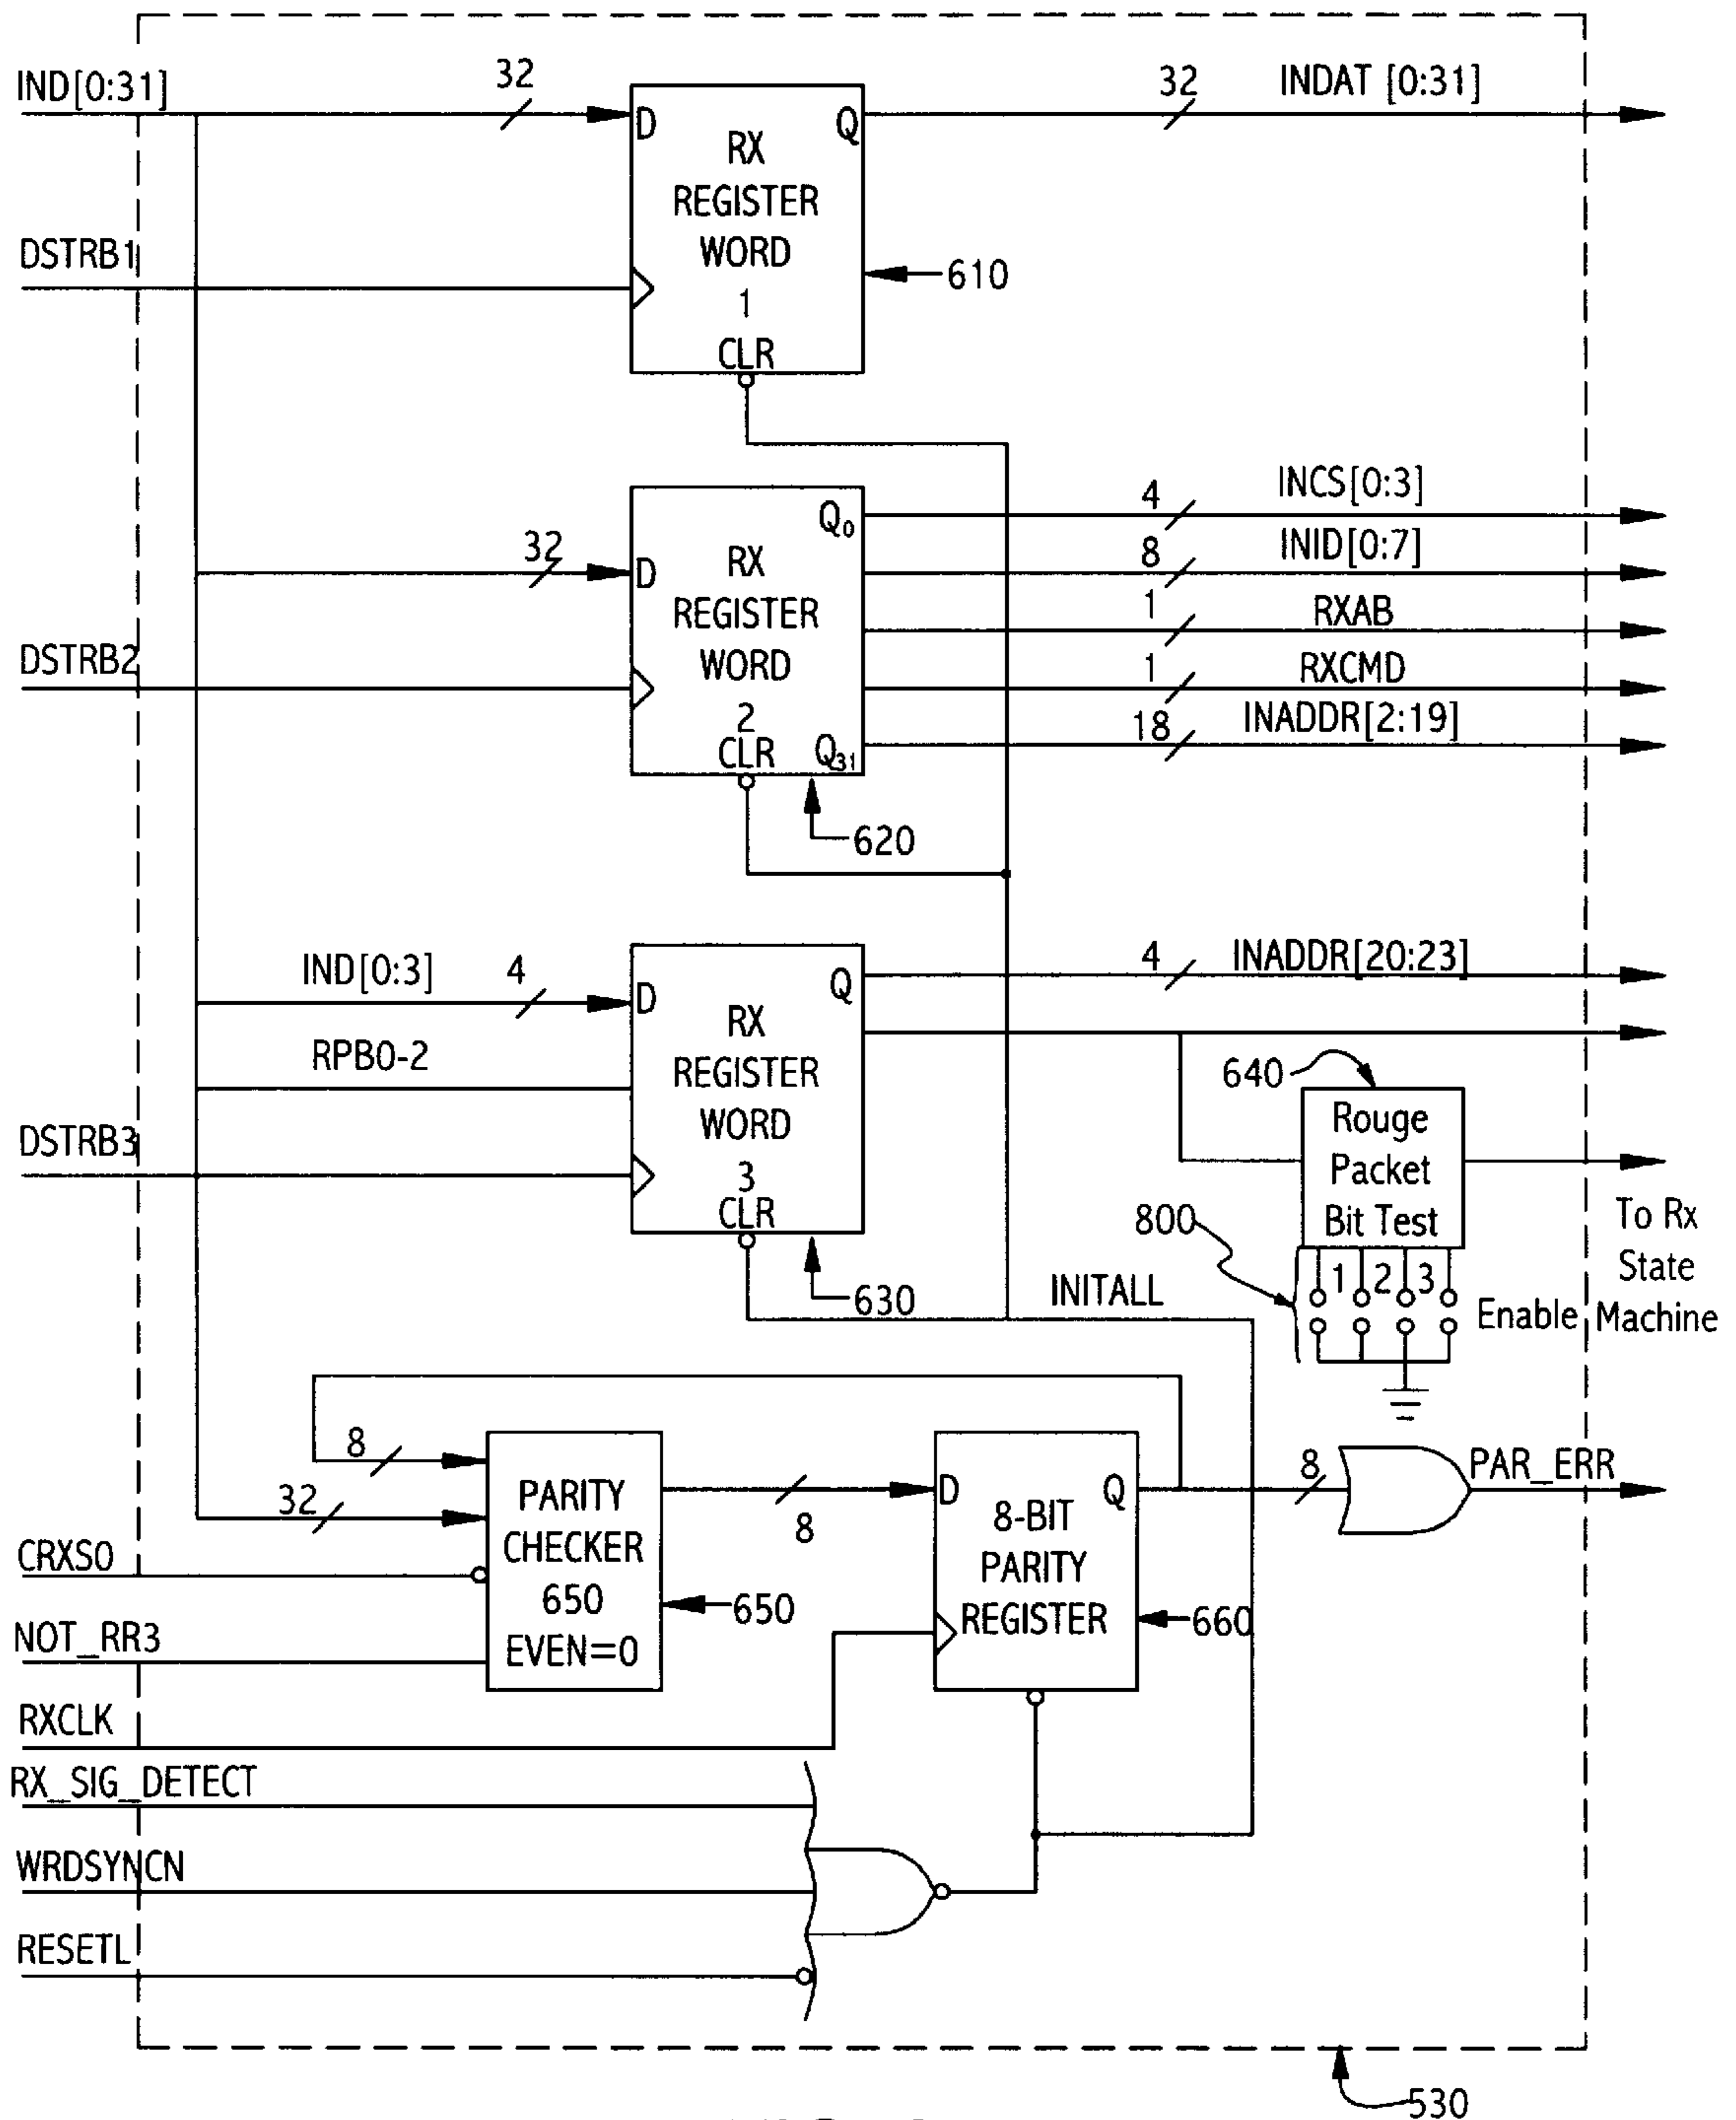 IND[0:31]
32
32
INDAT [0:31]
D
Q
RX
REGISTER
WORD
1
CLR
DSTRB1
610
INCS[0:3]
4
Q0
INID[0:7]
8
32
D
RX
REGISTER
WORD
2
CLR
Q31
1
RXAB
1
RXCMD
DSTRB2
18
INADDR[2:19]
620
IND[0:3]
4
D
Q
4
INADDR[20:23]
RX
REGISTER
WORD
3
CLR
RPB0-2
640
Rouge
Packet
Bit Test
DSTRB3
800
1
2
3
Enable
To Rx
State
Machine
630
INITALL
8
32
PARITY
CHECKER
650
EVEN=0
8
D
Q
8-BIT
PARITY
REGISTER
8
PAR_ERR
CRXS0
650
660
NOT_RR3
RXCLK
RX_SIG_DETECT
WRDSYNCN
RESETL
530